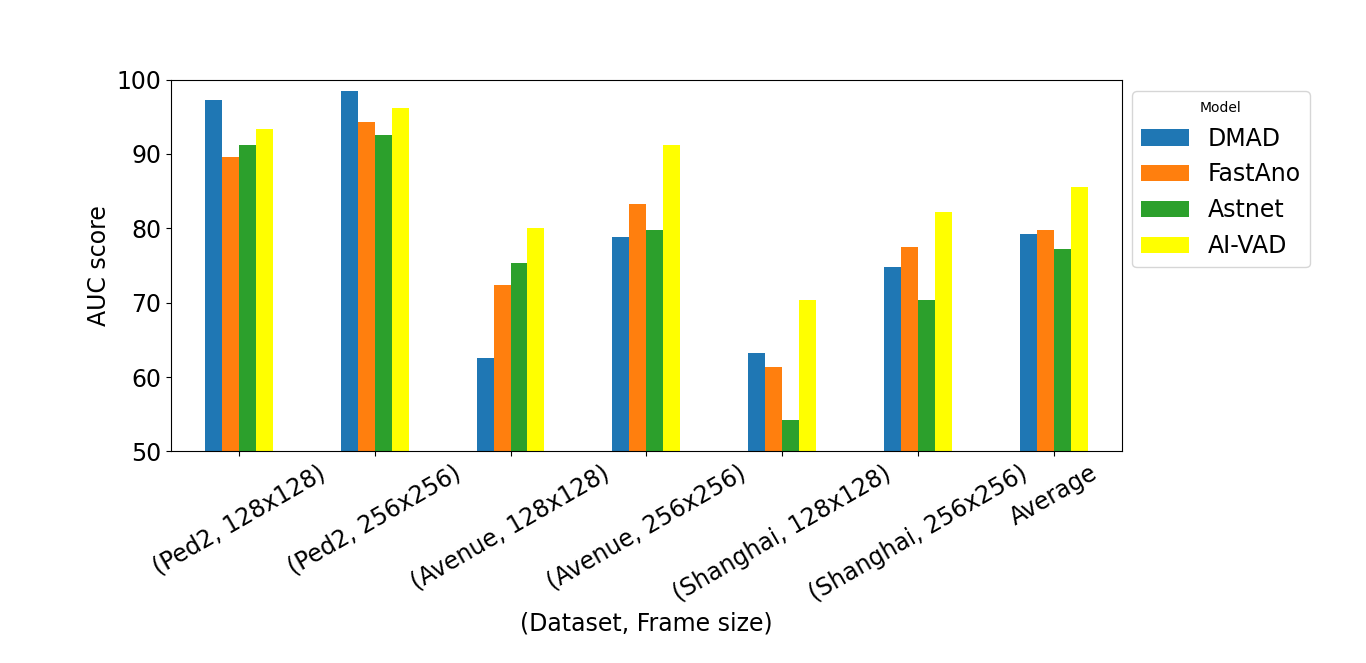 100
90
80
70
60
50
AUC score
(Ped2, 128x128)
(Ped2, 256x256)
(Avenue, 128x128)
(Avenue, 256x256)
(Shanghai, 128x128)
(Shanghai, 256x256)
Average
(Dataset, Frame size)
Model
DMAD
FastAno
Astnet
AI-VAD